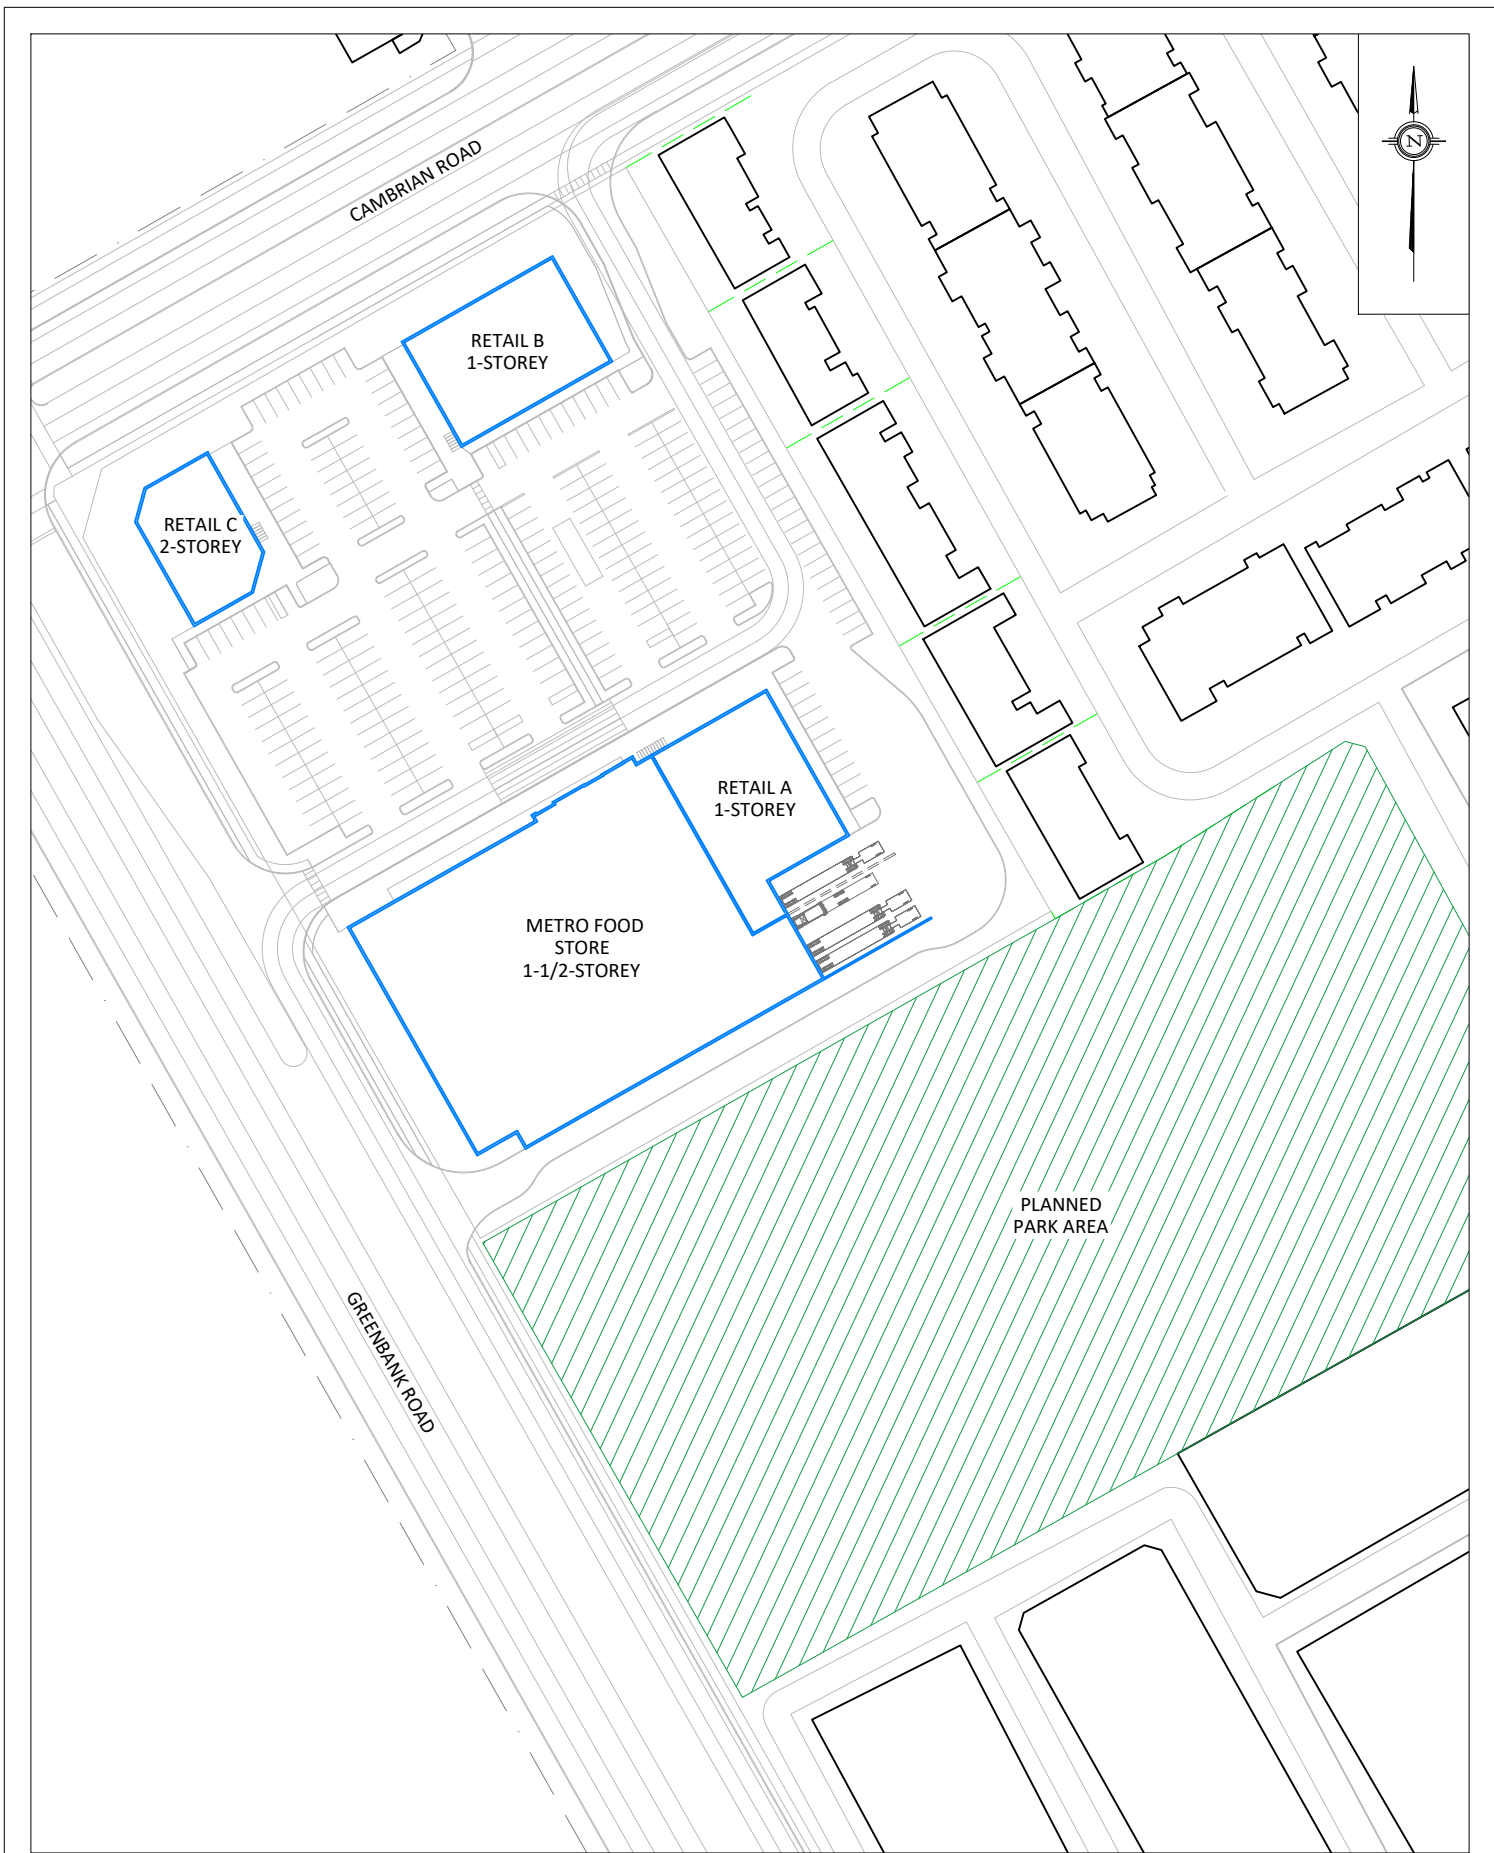 CAMBRIAN ROAD
N
RETAIL B
1-STOREY
RETAIL C
2-STOREY
RETAIL A
1-STOREY
METRO FOOD
STORE
1-1/2-STOREY
PLANNED
PARK AREA
GREENBANK ROAD